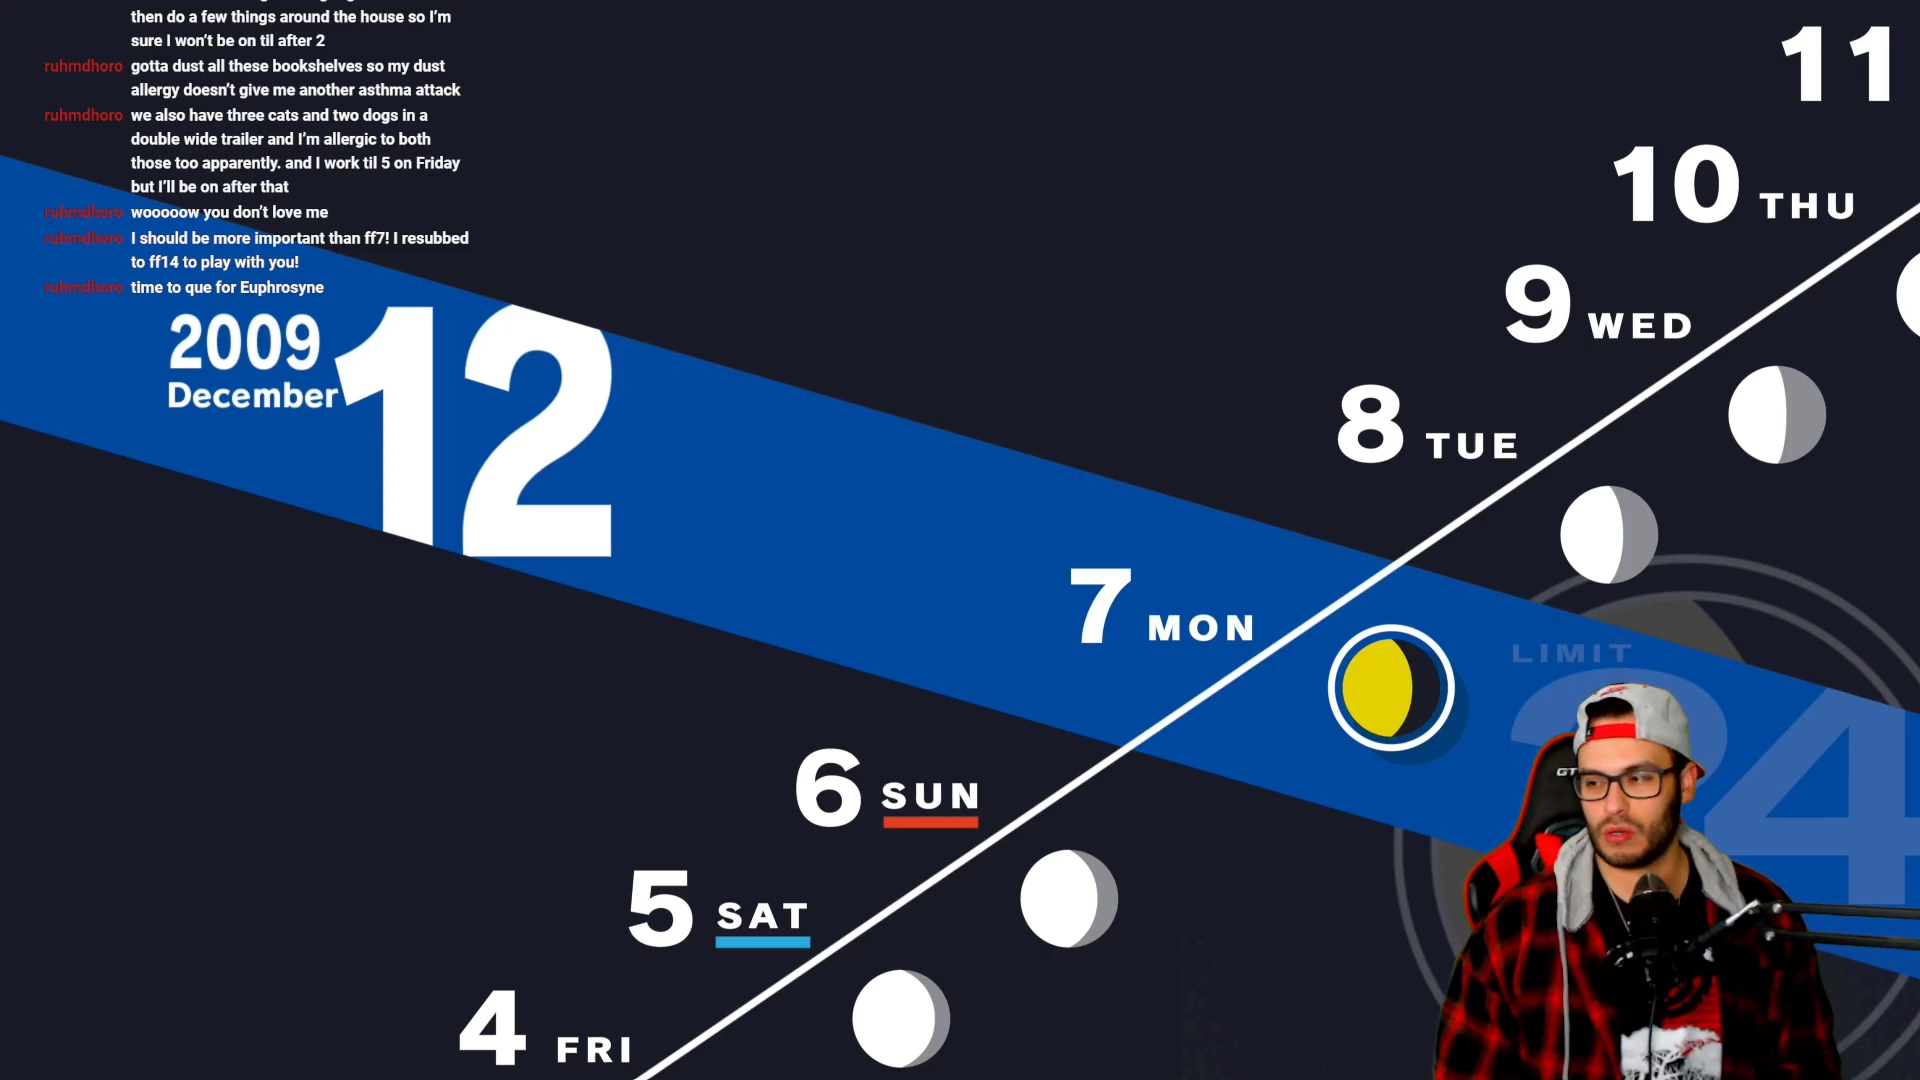 then do a few things around the house so I'm
sure I won't be on til after 2
ruhmdhoro gotta dust all these bookshelves so my dust
allergy doesn't give me another asthma attack
ruhmdhoro we also have three cats and two dogs in a
double wide trailer and I'm allergic to both
those too apparently. and I work til 5 on Friday
but I'll be on after that
ruhmdhoro wooooow you don't love me
ruhmdhoro I should be more important than ff7! I resubbed
to ff14 to play with you!
ruhmdhoro time to que for Euphrosyne
2009
December
12
11
10 THU
9 WED
8 TUE
7 MON
6 SUN
5 SAT
4 FRI
LIMIT
24
GT